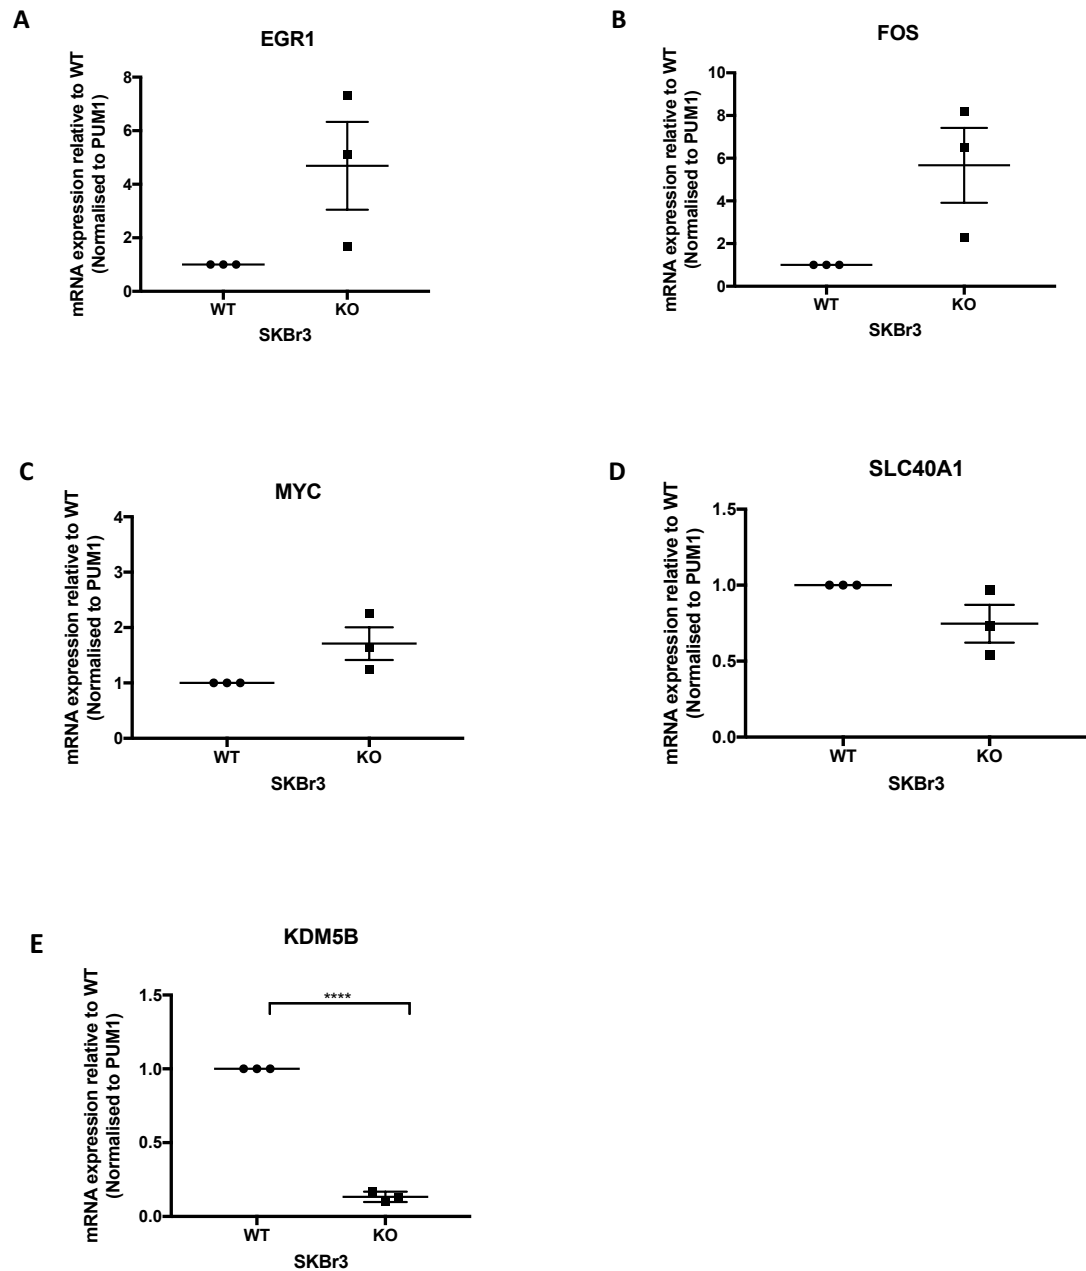 A
EGR1
mRNA expression relative to WT
(Normalised to PUM1)
8
6
4
2
0
WT KO
SKBr3
B
FOS
mRNA expression relative to WT
(Normalised to PUM1)
10
8
6
4
2
0
WT KO
SKBr3
C
MYC
mRNA expression relative to WT
(Normalised to PUM1)
4
3
2
1
0
WT KO
SKBr3
D
SLC40A1
mRNA expression relative to WT
(Normalised to PUM1)
1.5
1.0
0.5
0.0
WT KO
SKBr3
E
KDM5B
mRNA expression relative to WT
(Normalised to PUM1)
1.5
1.0
0.5
0.0
****
WT KO
SKBr3